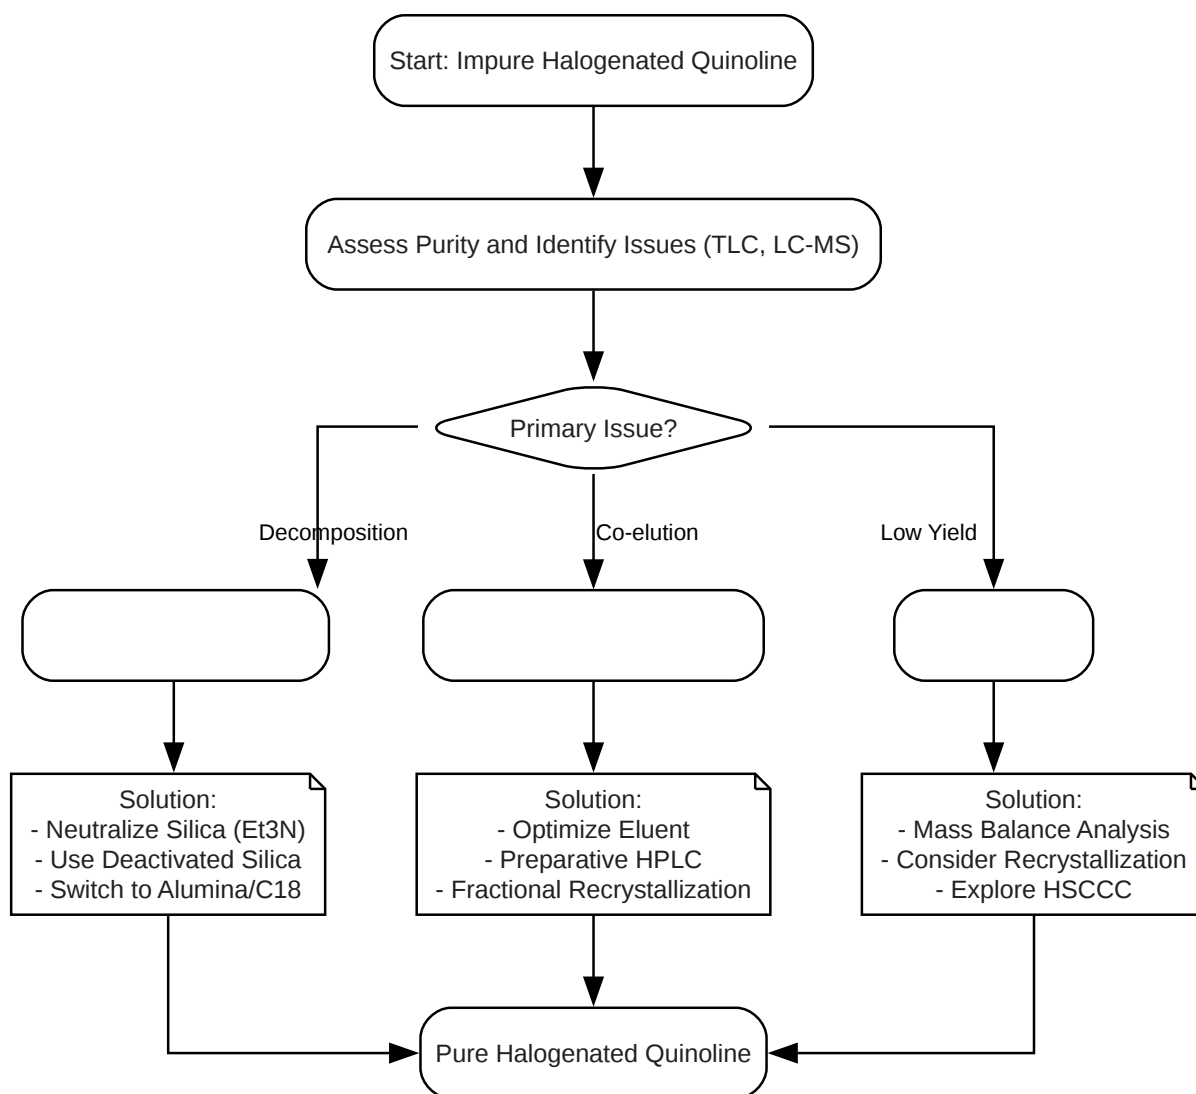 Start: Impure Halogenated Quinoline
Assess Purity and Identify Issues (TLC, LC-MS)
Primary Issue?
Decomposition
Co-elution
Low Yield
Solution:
- Neutralize Silica (Et3N)
- Use Deactivated Silica
- Switch to Alumina/C18
Solution:
- Optimize Eluent
- Preparative HPLC
- Fractional Recrystallization
Solution:
- Mass Balance Analysis
- Consider Recrystallization
- Explore HSCCC
Pure Halogenated Quinoline